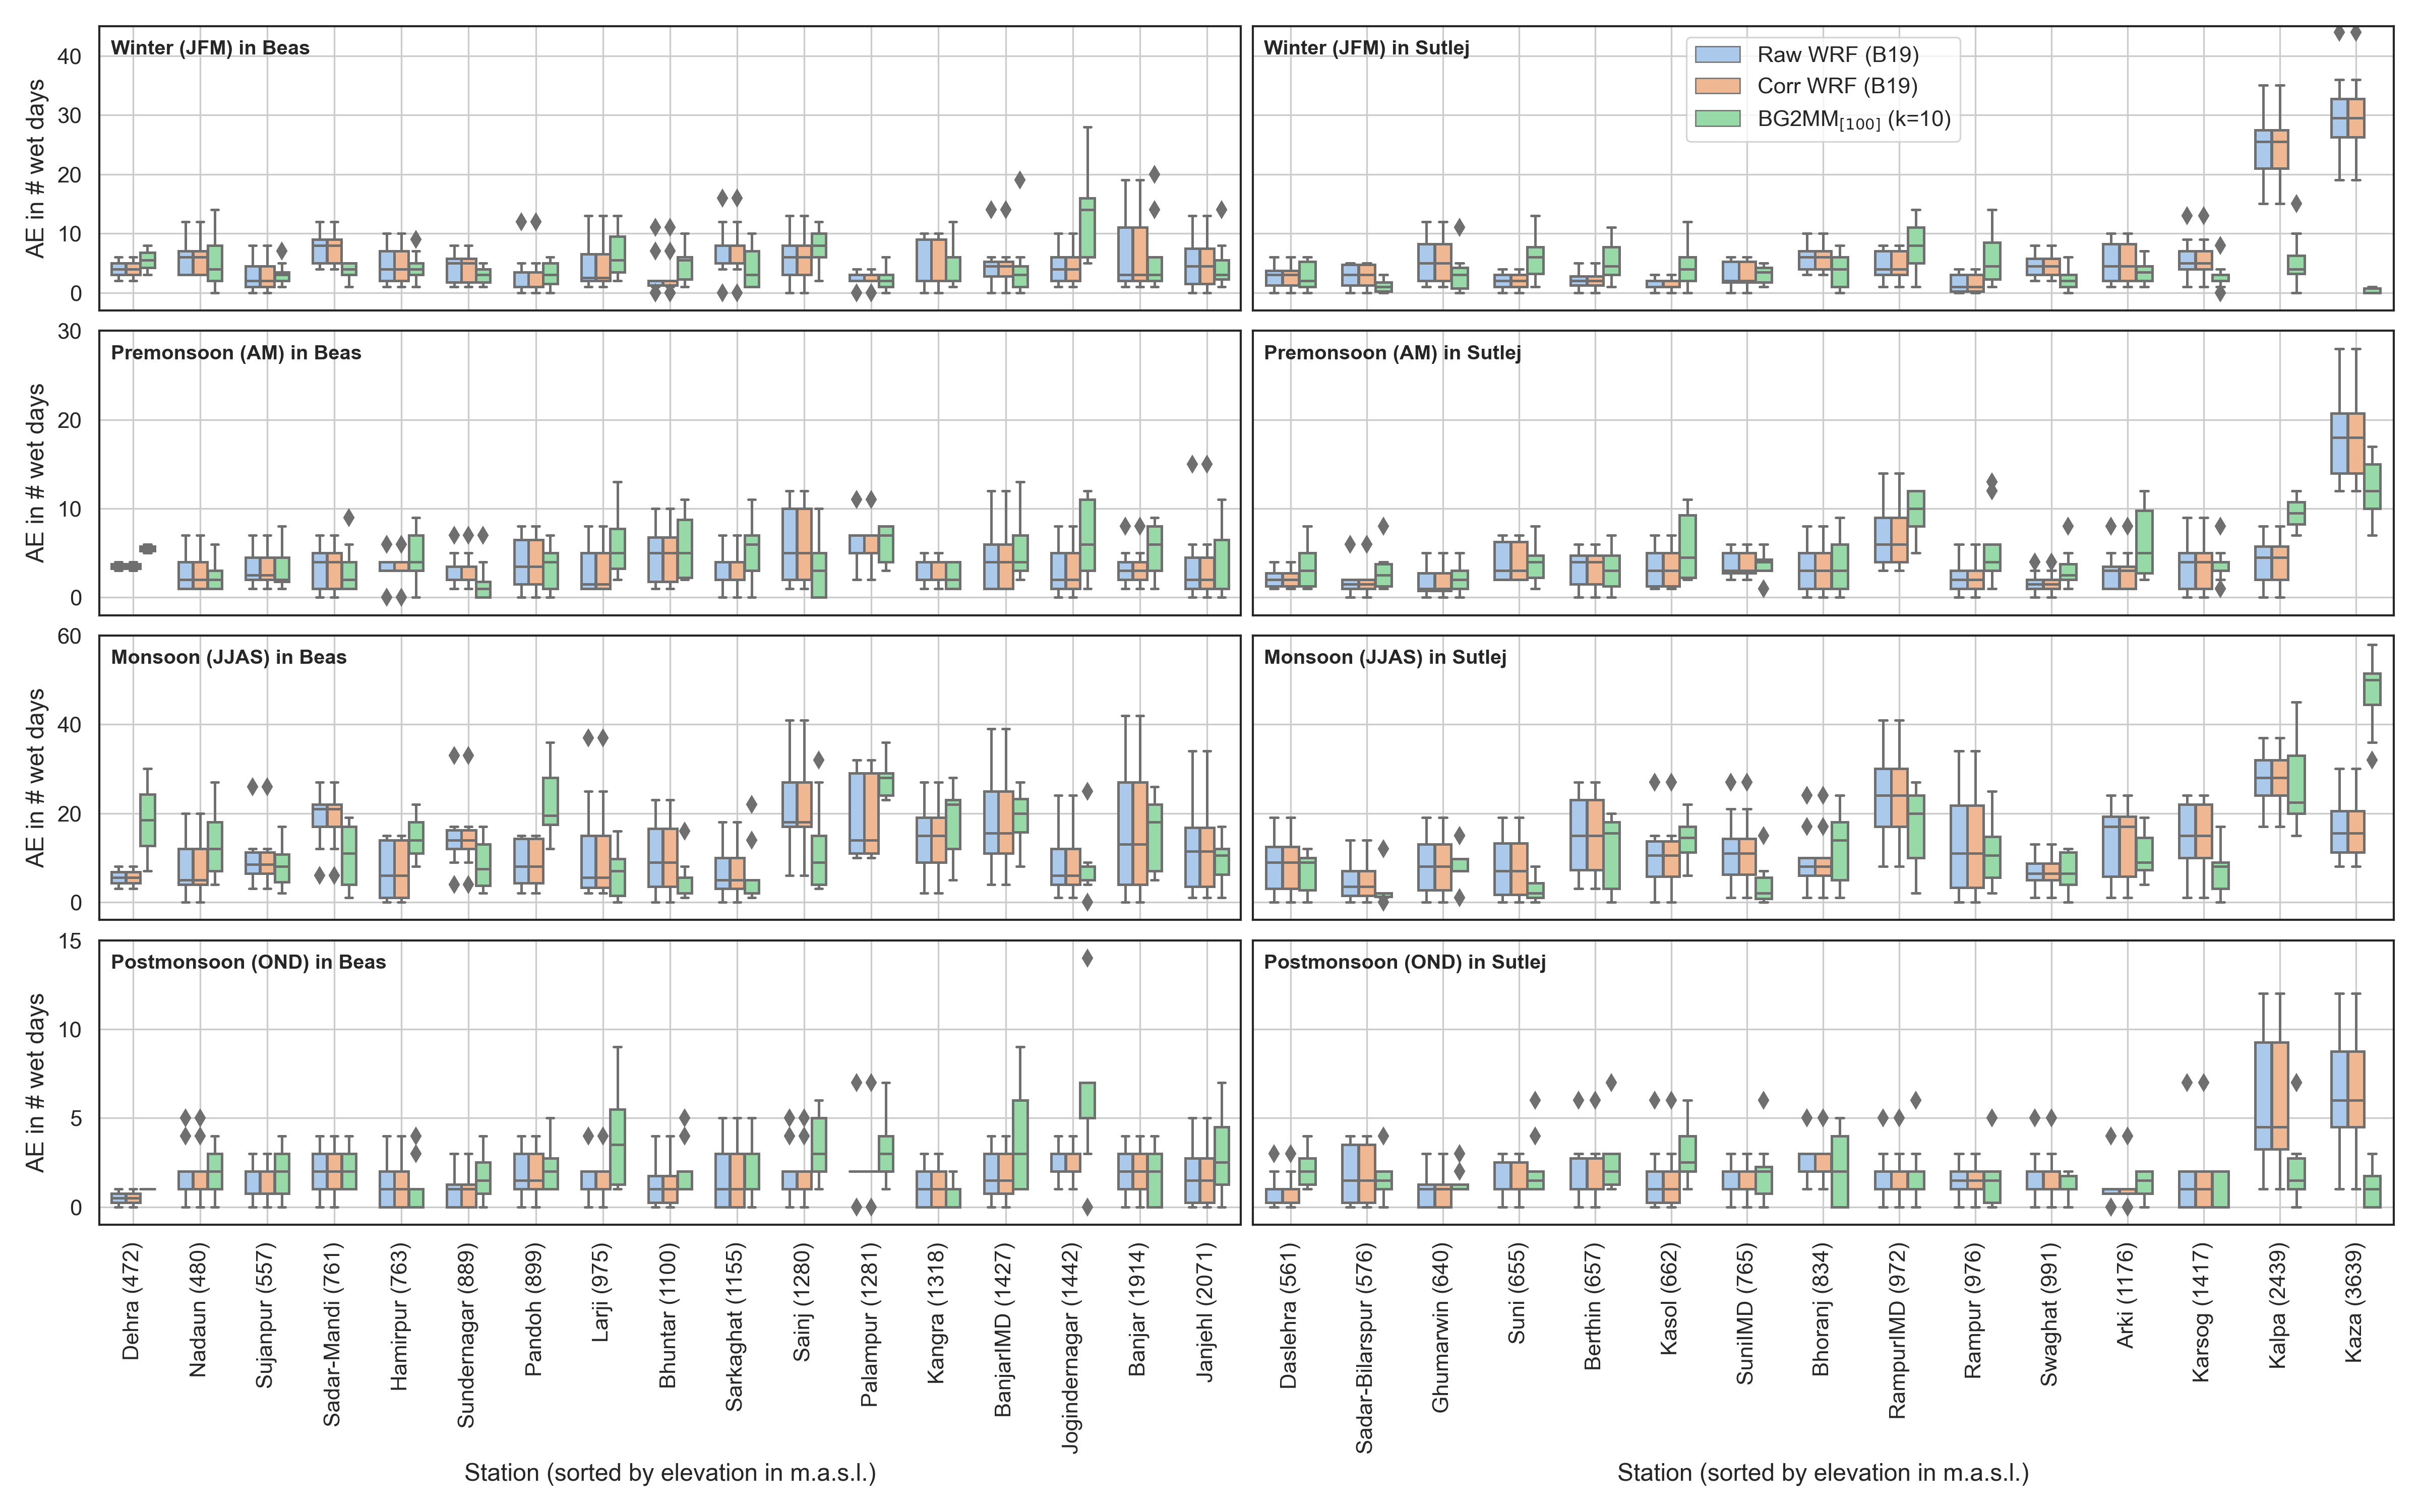 Winter (JFM) in Beas
Winter (JFM) in Sutlej
Raw WRF (B19)
Corr WRF (B19)
BG2MM[100] (k=10)
AE in # wet days
40
30
20
10
0
Premonsoon (AM) in Beas
Premonsoon (AM) in Sutlej
AE in # wet days
30
20
10
0
Monsoon (JJAS) in Beas
Monsoon (JJAS) in Sutlej
AE in # wet days
60
40
20
0
Postmonsoon (OND) in Beas
Postmonsoon (OND) in Sutlej
AE in # wet days
15
10
5
0
Dehra (472)
Nadaun (480)
Sujanpur (557)
Sadar-Mandi (761)
Hamirpur (763)
Sundernagar (889)
Pandoh (899)
Larji (975)
Bhuntar (1100)
Sarkaghat (1155)
Sainj (1280)
Palampur (1281)
Kangra (1318)
BanjarIMD (1427)
Jogindernagar (1442)
Banjar (1914)
Janjehl (2071)
Daslehra (561)
Sadar-Bilarspur (576)
Ghumarwin (640)
Suni (655)
Berthin (657)
Kasol (662)
SuniIMD (765)
Bhoranj (834)
RampurIMD (972)
Rampur (976)
Swaghat (991)
Arki (1176)
Karsog (1417)
Kalpa (2439)
Kaza (3639)
Station (sorted by elevation in m.a.s.l.)
Station (sorted by elevation in m.a.s.l.)